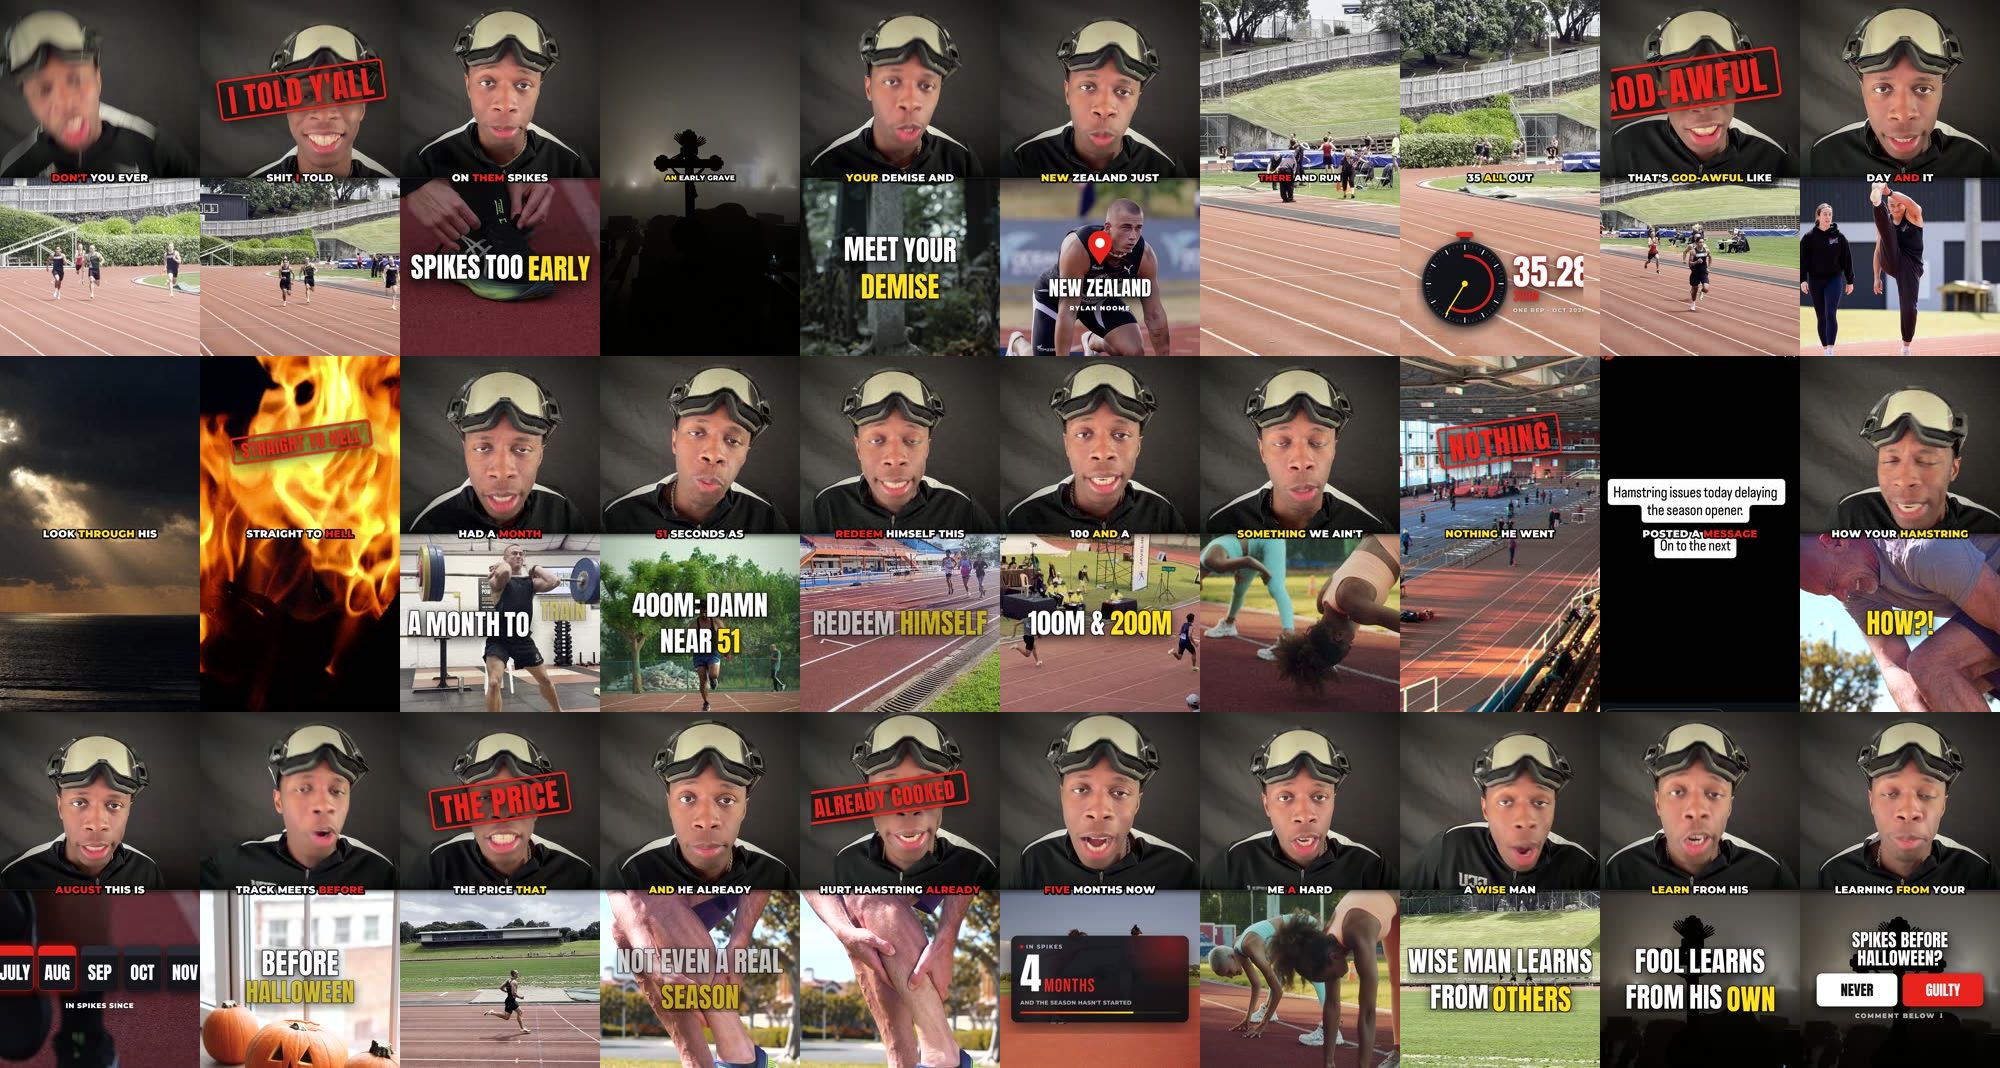 DON'T YOU EVER
I TOLD Y'ALL
SHIT I TOLD
ON THEM SPIKES
SPIKES TOO EARLY
AN EARLY GRAVE
YOUR DEMISE AND
MEET YOUR
DEMISE
NEW ZEALAND JUST
NEW ZEALAND
RYLAN NOOME
THERE AND RUN
35 ALL OUT
35.28
ONE REP - OCT 202
GOD-AWFUL
THAT'S GOD-AWFUL LIKE
DAY AND IT
LOOK THROUGH HIS
STRAIGHT TO HELL
STRAIGHT TO HELL
HAD A MONTH
A MONTH TO TRAIN
51 SECONDS AS
400M: DAMN
NEAR 51
REDEEM HIMSELF THIS
REDEEM HIMSELF
100 AND A
100M & 200M
SOMETHING WE AIN'T
NOTHING
NOTHING HE WENT
Hamstring issues today delaying
the season opener.
POSTED A MESSAGE
On to the next
HOW YOUR HAMSTRING
HOW?!
AUGUST THIS IS
JULY AUG SEP OCT NOV
IN SPIKES SINCE
TRACK MEETS BEFORE
BEFORE
HALLOWEEN
THE PRICE
THE PRICE THAT
AND HE ALREADY
NOT EVEN A REAL
SEASON
ALREADY COOKED
HURT HAMSTRING ALREADY
FIVE MONTHS NOW
IN SPIKES
4 MONTHS
AND THE SEASON HASN'T STARTED
ME A HARD
A WISE MAN
WISE MAN LEARNS
FROM OTHERS
LEARN FROM HIS
FOOL LEARNS
FROM HIS OWN
LEARNING FROM YOUR
SPIKES BEFORE
HALLOWEEN?
NEVER
GUILTY
COMMENT BELOW